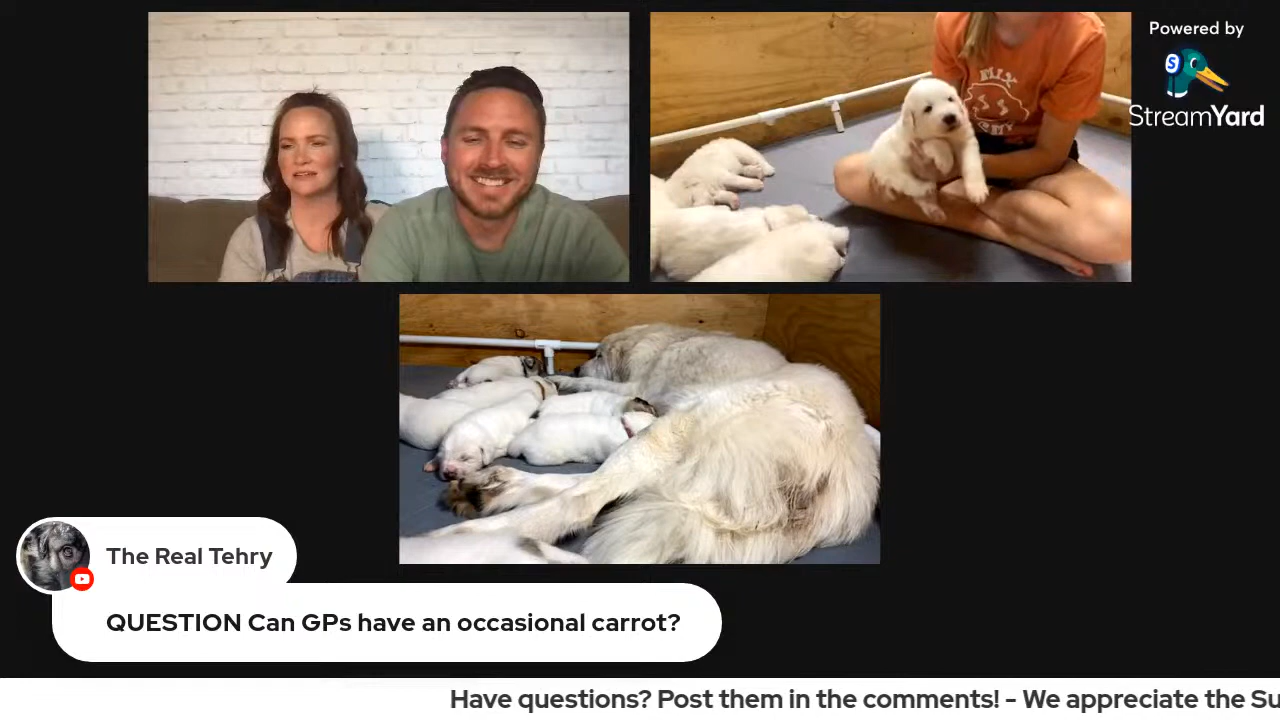 Powered by
StreamYard
The Real Tehry
QUESTION Can GPs have an occasional carrot?
Have questions? Post them in the comments! - We appreciate the Su